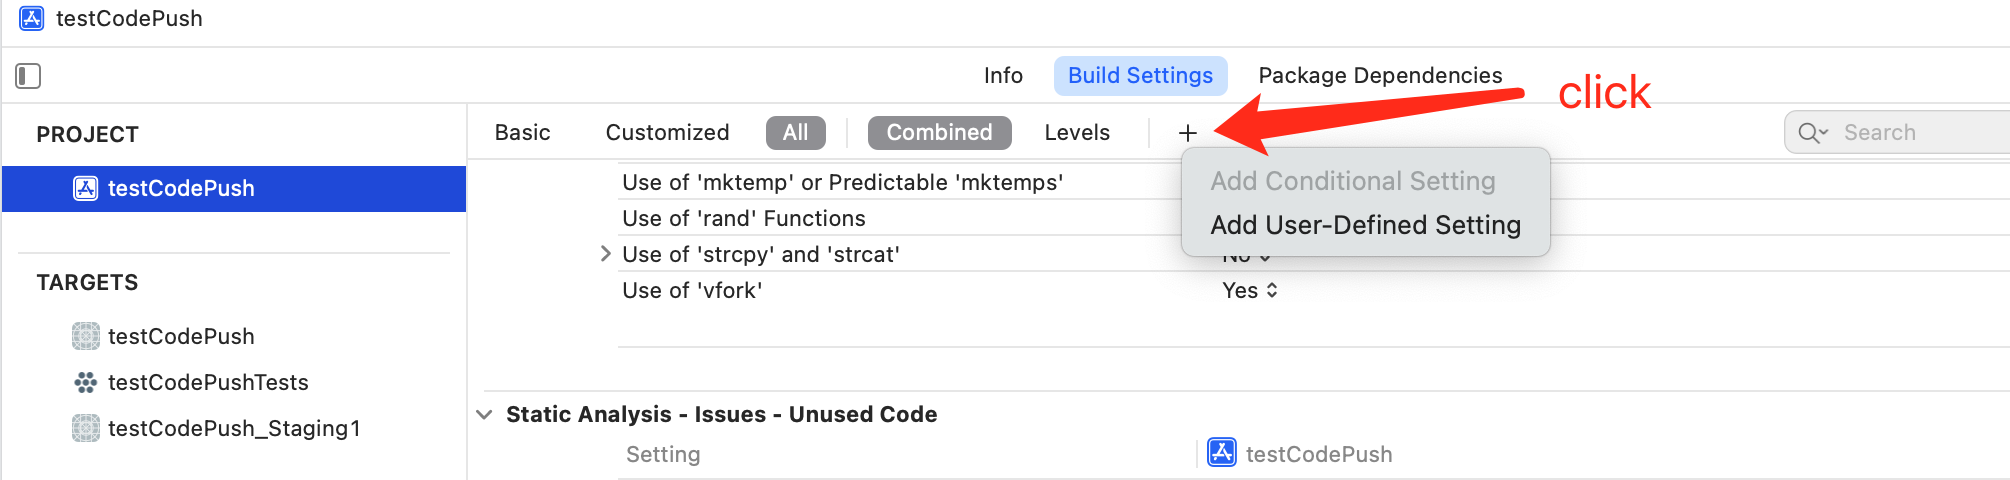 testCodePush
Info Build Settings Package Dependencies
click
PROJECT
Basic Customized All Combined Levels +
Search
testCodePush
Use of 'mktemp' or Predictable 'mktemps'
Add Conditional Setting
Use of 'rand' Functions
Add User-Defined Setting
Use of 'strcpy' and 'strcat'
No
TARGETS
Use of 'vfork' Yes
testCodePush
testCodePushTests
Static Analysis - Issues - Unused Code
testCodePush_Staging1
Setting testCodePush